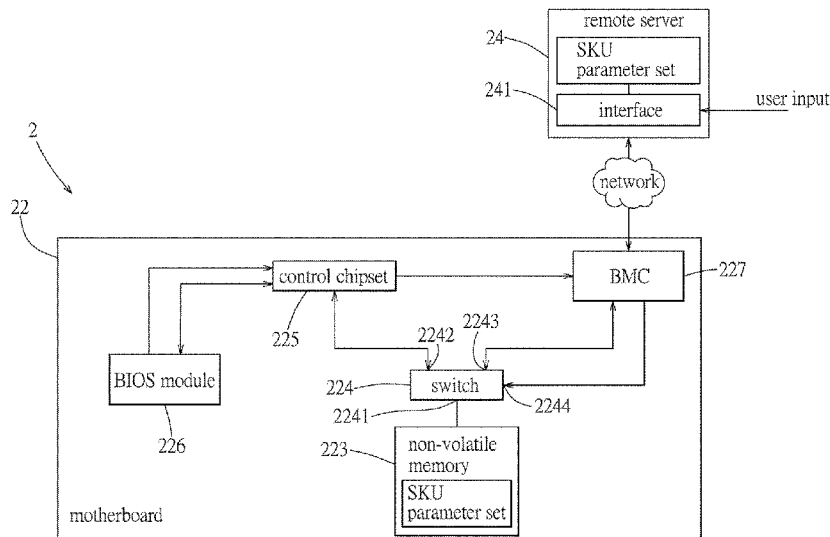 remote server
24
SKU
parameter set
241
interface
user input
2
network
22
control chipset
225
BMC
227
2242
2243
BIOS module
226
224
switch
2241
2244
223
non-volatile
memory
SKU
parameter set
motherboard